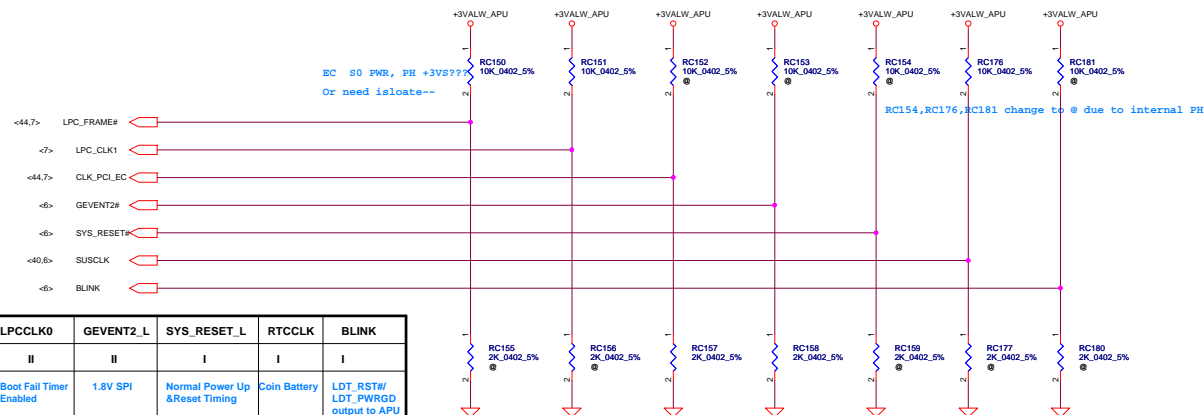 +3VALW_APU +3VALW_APU +3VALW_APU +3VALW_APU +3VALW_APU +3VALW_APU +3VALW_APU
1 1 1 1 1 1 1
RC150 RC151 RC152 RC153 RC154 RC176 RC181
10K_0402_5% 10K_0402_5% 10K_0402_5% 10K_0402_5% 10K_0402_5% 10K_0402_5% 10K_0402_5%
@ @ @ @ @
2 2 2 2 2 2 2
EC S0 PWR, PH +3VS???
Or need isloate~~
RC154,RC176,RC181 change to @ due to internal PH
<44,7> LPC_FRAME#
<7> LPC_CLK1
<44,7> CLK_PCI_EC
<6> GEVENT2#
<6> SYS_RESET#
<40,6> SUSCLK
<6> BLINK
1 1 1 1 1 1 1
RC155 RC156 RC157 RC158 RC159 RC177 RC180
2K_0402_5% 2K_0402_5% 2K_0402_5% 2K_0402_5% 2K_0402_5% 2K_0402_5% 2K_0402_5%
@ @ @ @ @
2 2 2 2 2 2 2
LPCCLK0 GEVENT2_L SYS_RESET_L RTCCLK BLINK
II II I I I
Boot Fail Timer 1.8V SPI Normal Power Up Coin Battery LDT_RST#/
Enabled &Reset Timing LDT_PWRGD
output to APU